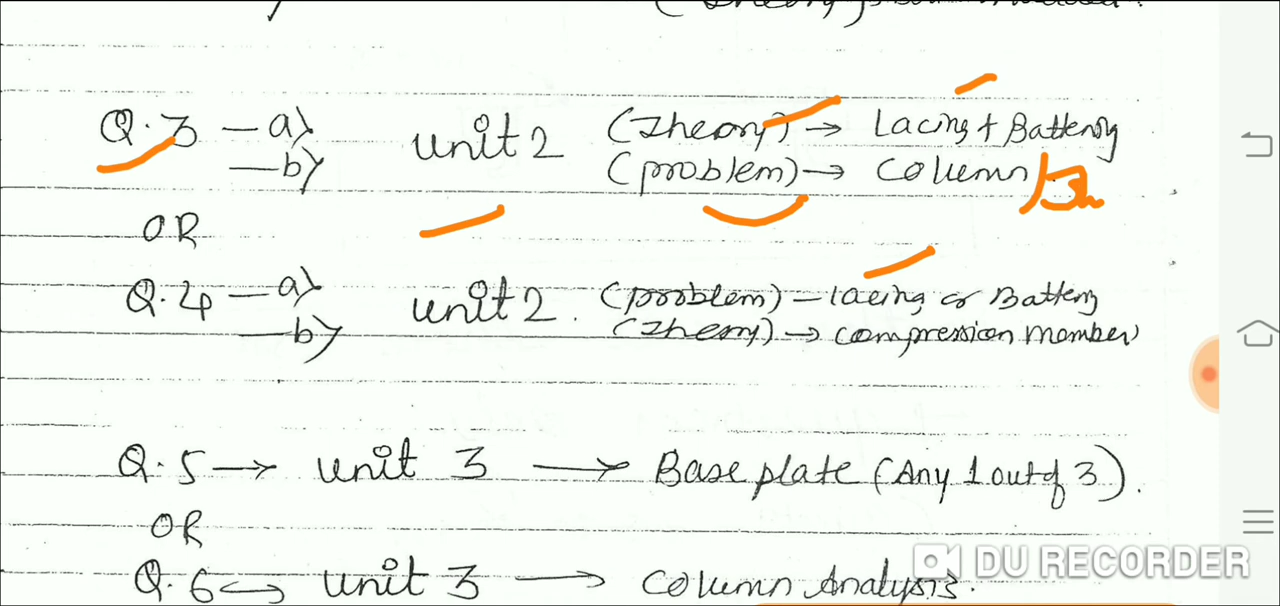 Q.3 — a) unit 2 (Theory) → Lacing + Battening
— b) (problem) → Column
OR
Q.4 — a) unit 2. (problem) — lacing or Batteng
— b) (Theory) → compression member
Q.5 → unit 3 → Base plate (Any 1 out of 3).
OR
Q.6 → unit 3 → Column Analysis.
DU RECORDER